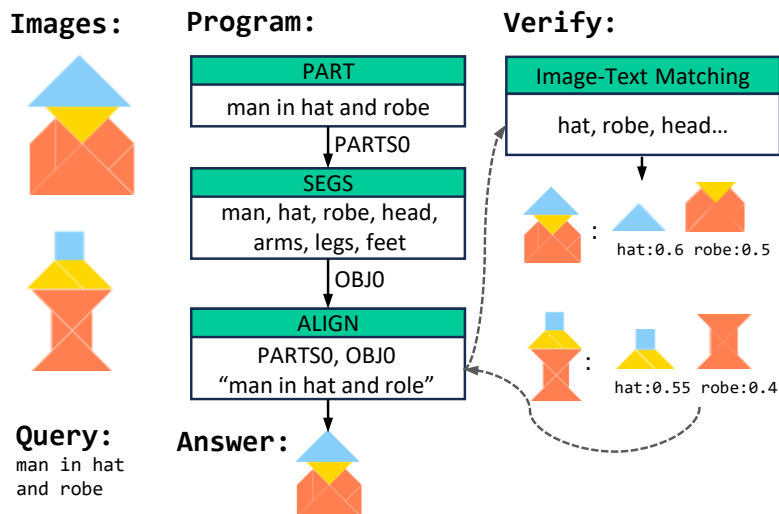 Images:
Program:
Verify:
PART
man in hat and robe
PARTS0
SEGS
man, hat, robe, head,
arms, legs, feet
OBJ0
ALIGN
PARTS0, OBJ0
“man in hat and role”
Image-Text Matching
hat, robe, head…
:
hat:0.6 robe:0.5
:
hat:0.55 robe:0.4
Query:
man in hat
and robe
Answer: